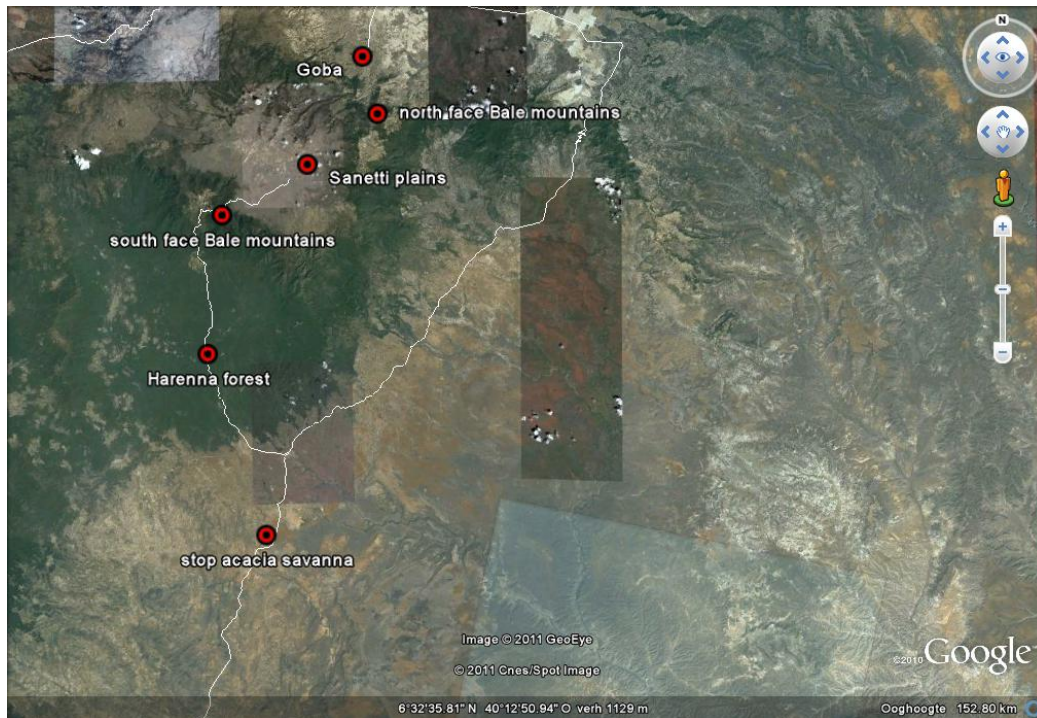 N
Goba
north face Bale mountains
Sanetti plains
south face Bale mountains
Harenna forest
stop acacia savanna
Image © 2011 GeoEye
© 2011 Cnes/Spot Image
©2010 Google
6°32'35.81" N 40°12'50.94" O verh 1129 m
Ooghoogte 152.80 km